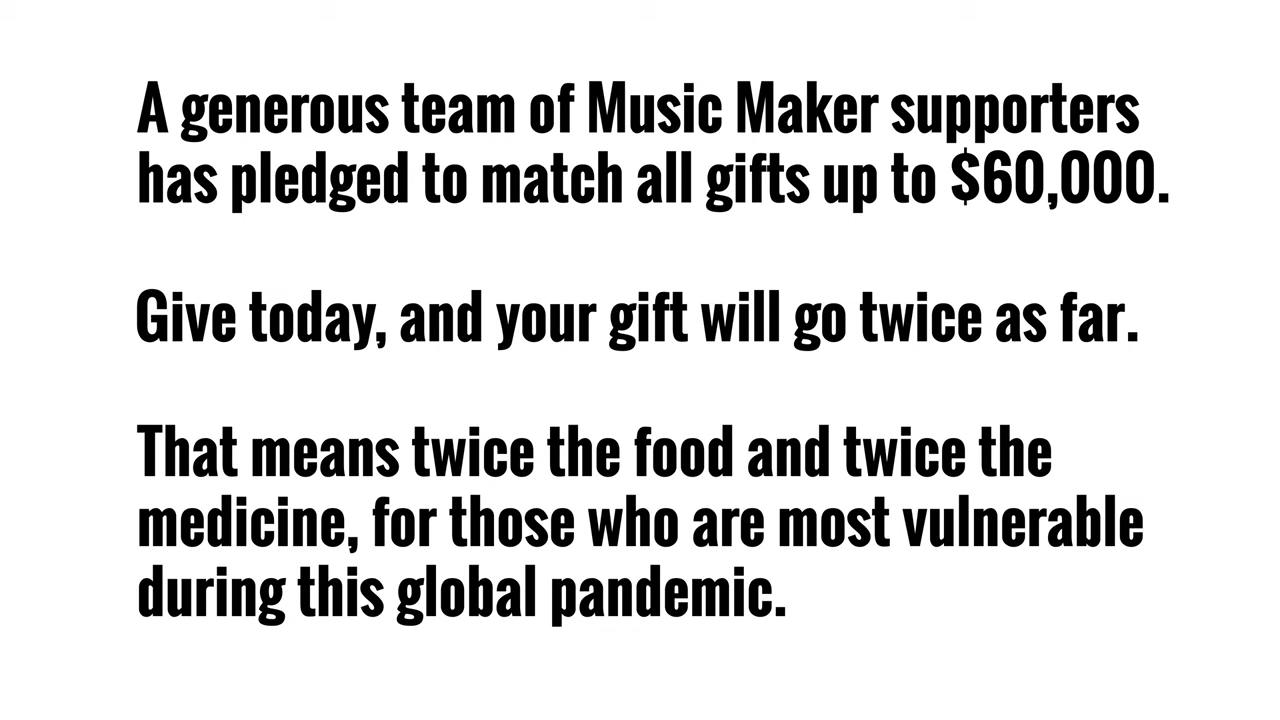 A generous team of Music Maker supporters
has pledged to match all gifts up to $60,000.
Give today, and your gift will go twice as far.
That means twice the food and twice the
medicine, for those who are most vulnerable
during this global pandemic.